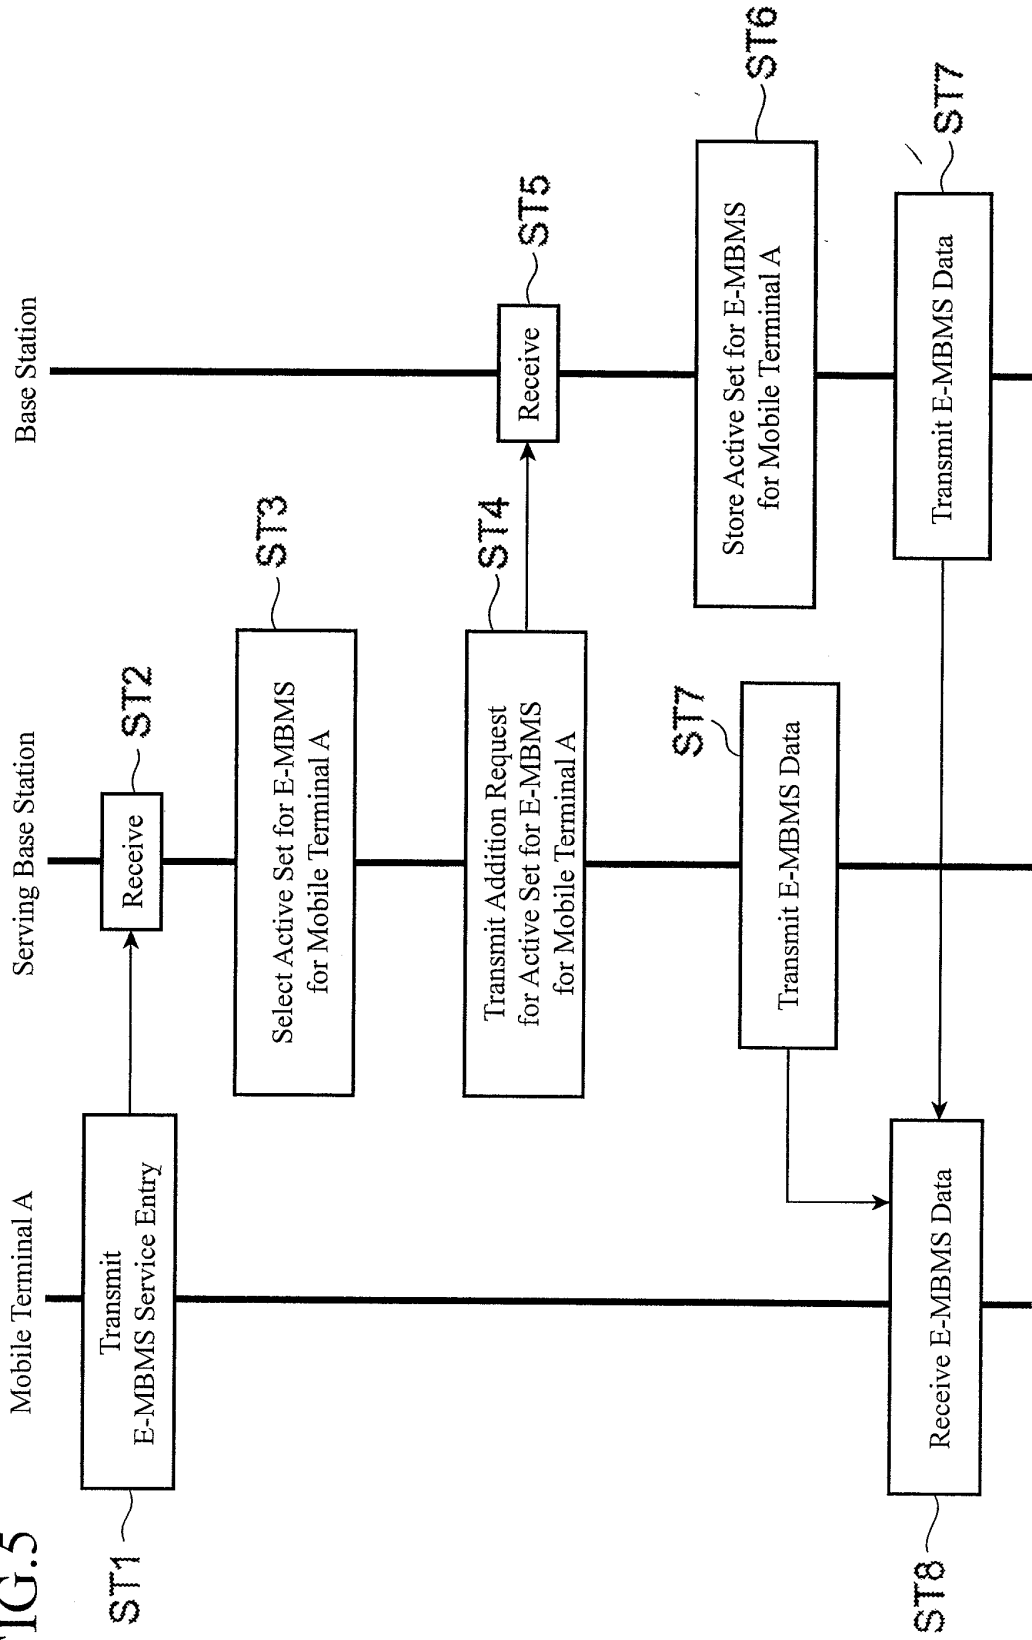 FIG.5
Mobile Terminal A
Serving Base Station
Base Station
ST1
Transmit
E-MBMS Service Entry
Receive
ST2
Select Active Set for E-MBMS
for Mobile Terminal A
ST3
Transmit Addition Request
for Active Set for E-MBMS
for Mobile Terminal A
ST4
Receive
ST5
Store Active Set for E-MBMS
for Mobile Terminal A
ST6
Transmit E-MBMS Data
ST7
Transmit E-MBMS Data
ST7
ST8
Receive E-MBMS Data